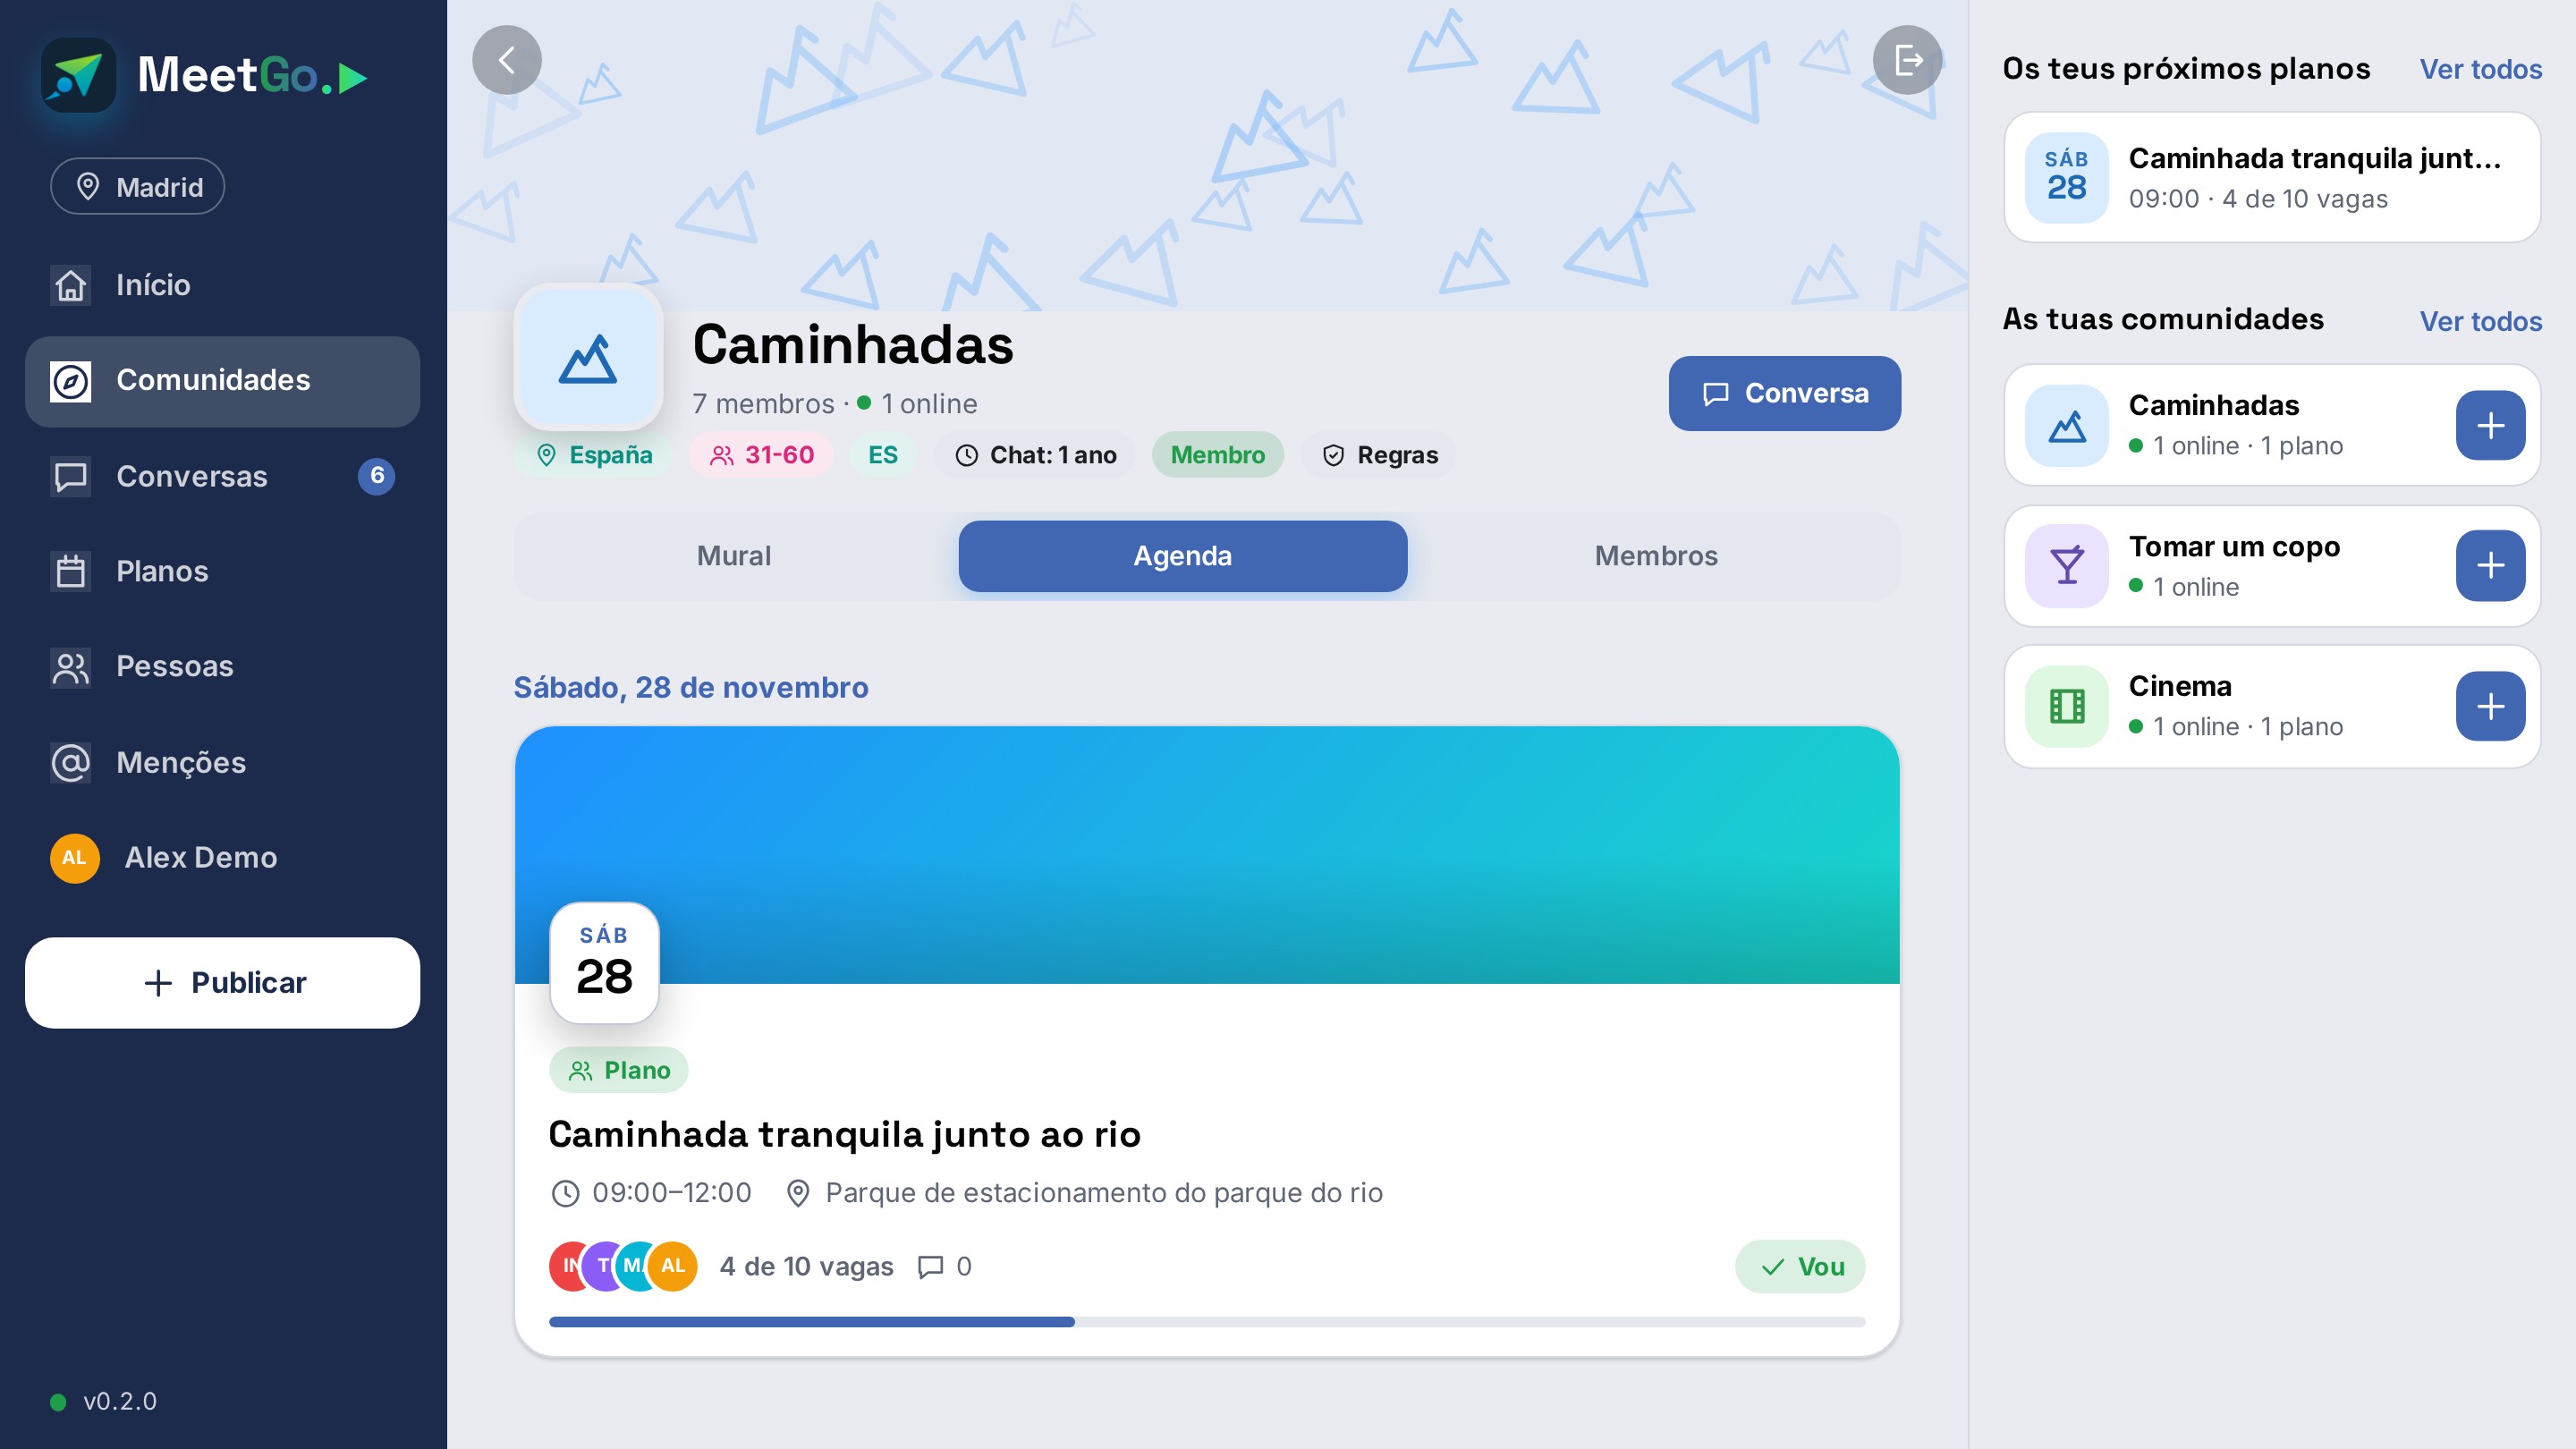 MeetGo.
Madrid
Início
Comunidades
Conversas 6
Planos
Pessoas
Menções
AL Alex Demo
Publicar
v0.2.0
Caminhadas
7 membros · 1 online
Conversa
España 31-60 ES Chat: 1 ano Membro Regras
Mural Agenda Membros
Sábado, 28 de novembro
SÁB
28
Plano
Caminhada tranquila junto ao rio
09:00–12:00 Parque de estacionamento do parque do rio
AL 4 de 10 vagas 0 Vou
Os teus próximos planos Ver todos
SÁB
28
Caminhada tranquila junt...
09:00 · 4 de 10 vagas
As tuas comunidades Ver todos
Caminhadas
1 online · 1 plano
Tomar um copo
1 online
Cinema
1 online · 1 plano